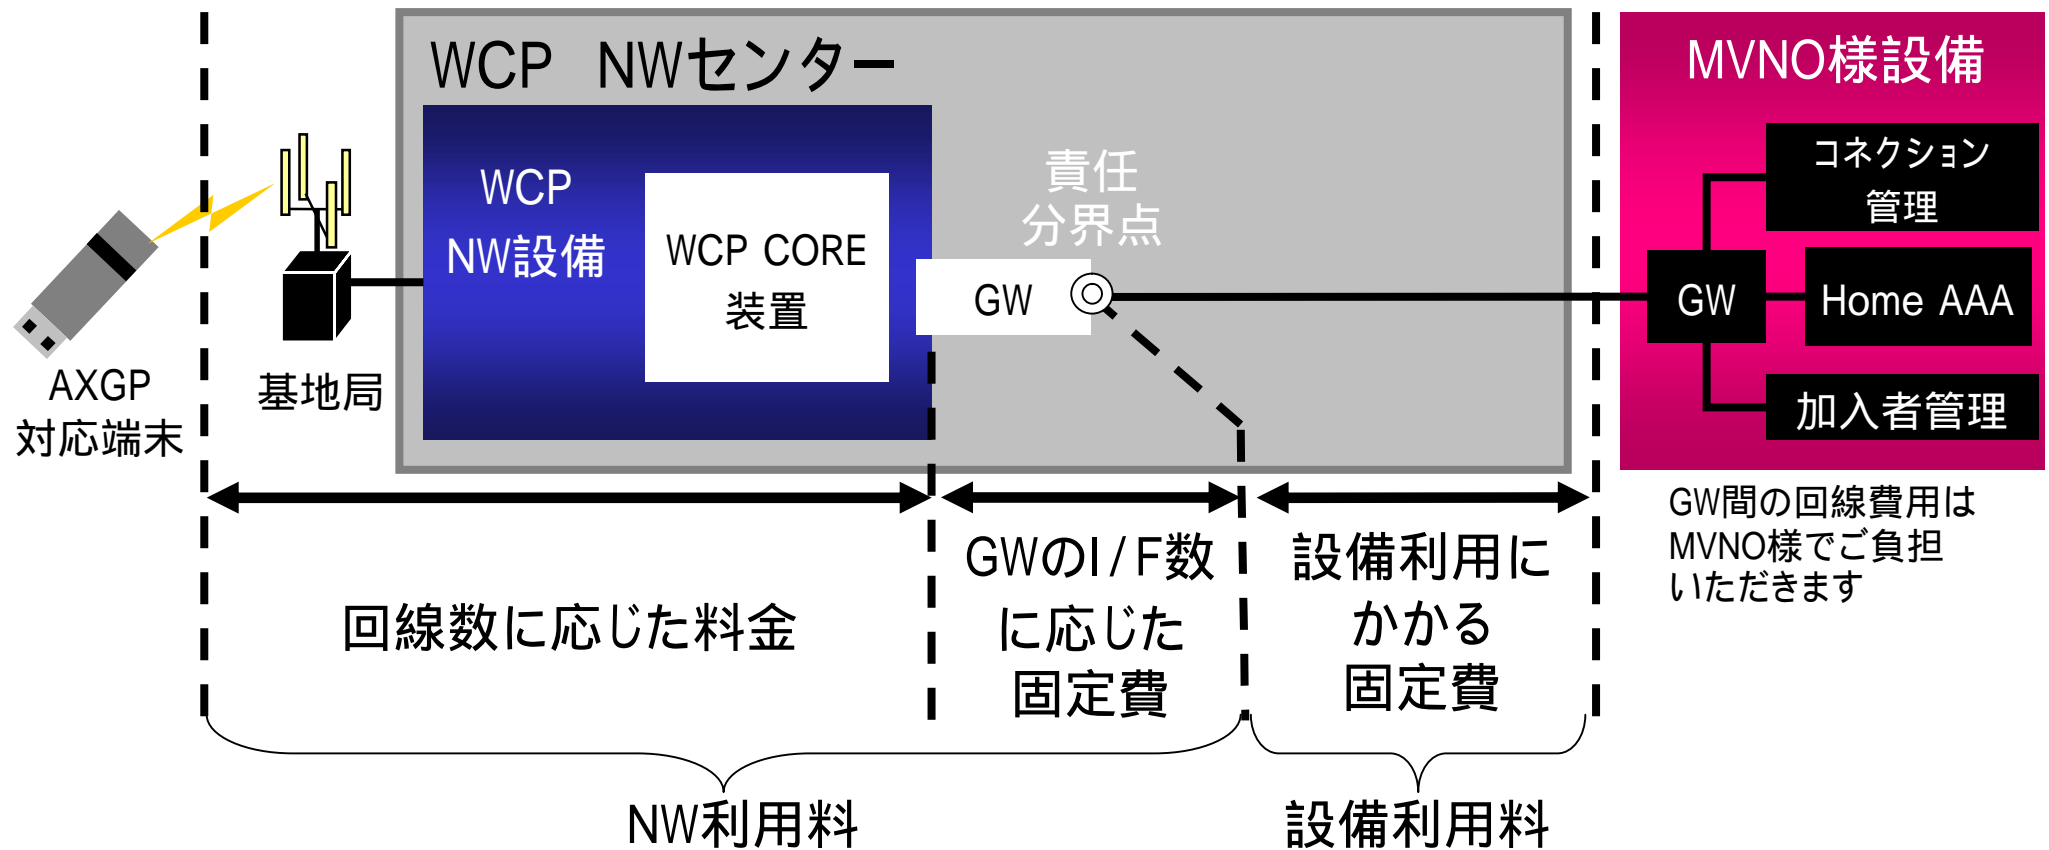 WCP NWセンター
MVNO様設備
WCP
NW設備
WCP CORE
装置
責任
分界点
GW
コネクション
管理
GW
Home AAA
加入者管理
AXGP
対応端末
基地局
GW間の回線費用は
MVNO様でご負担
いただきます
回線数に応じた料金
GWのI/F数
に応じた
固定費
設備利用に
かかる
固定費
NW利用料
設備利用料